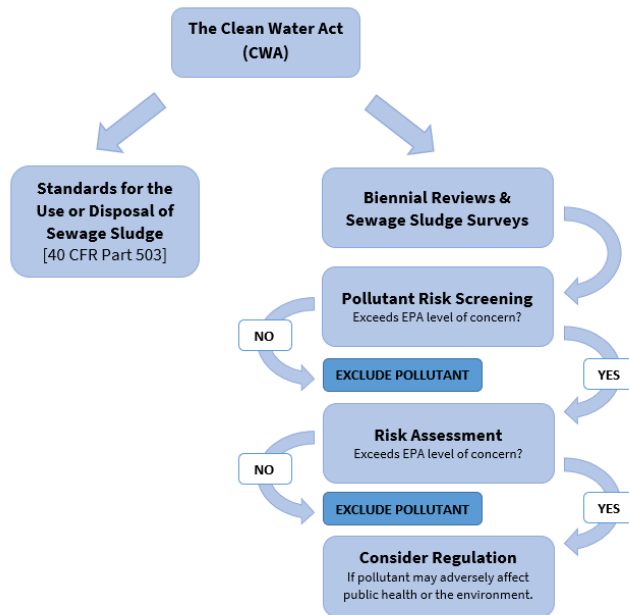 The Clean Water Act
(CWA)
Standards for the
Use or Disposal of
Sewage Sludge
[40 CFR Part 503]
Biennial Reviews &
Sewage Sludge Surveys
Pollutant Risk Screening
Exceeds EPA level of concern?
NO
EXCLUDE POLLUTANT
YES
Risk Assessment
Exceeds EPA level of concern?
NO
EXCLUDE POLLUTANT
YES
Consider Regulation
If pollutant may adversely affect
public health or the environment.